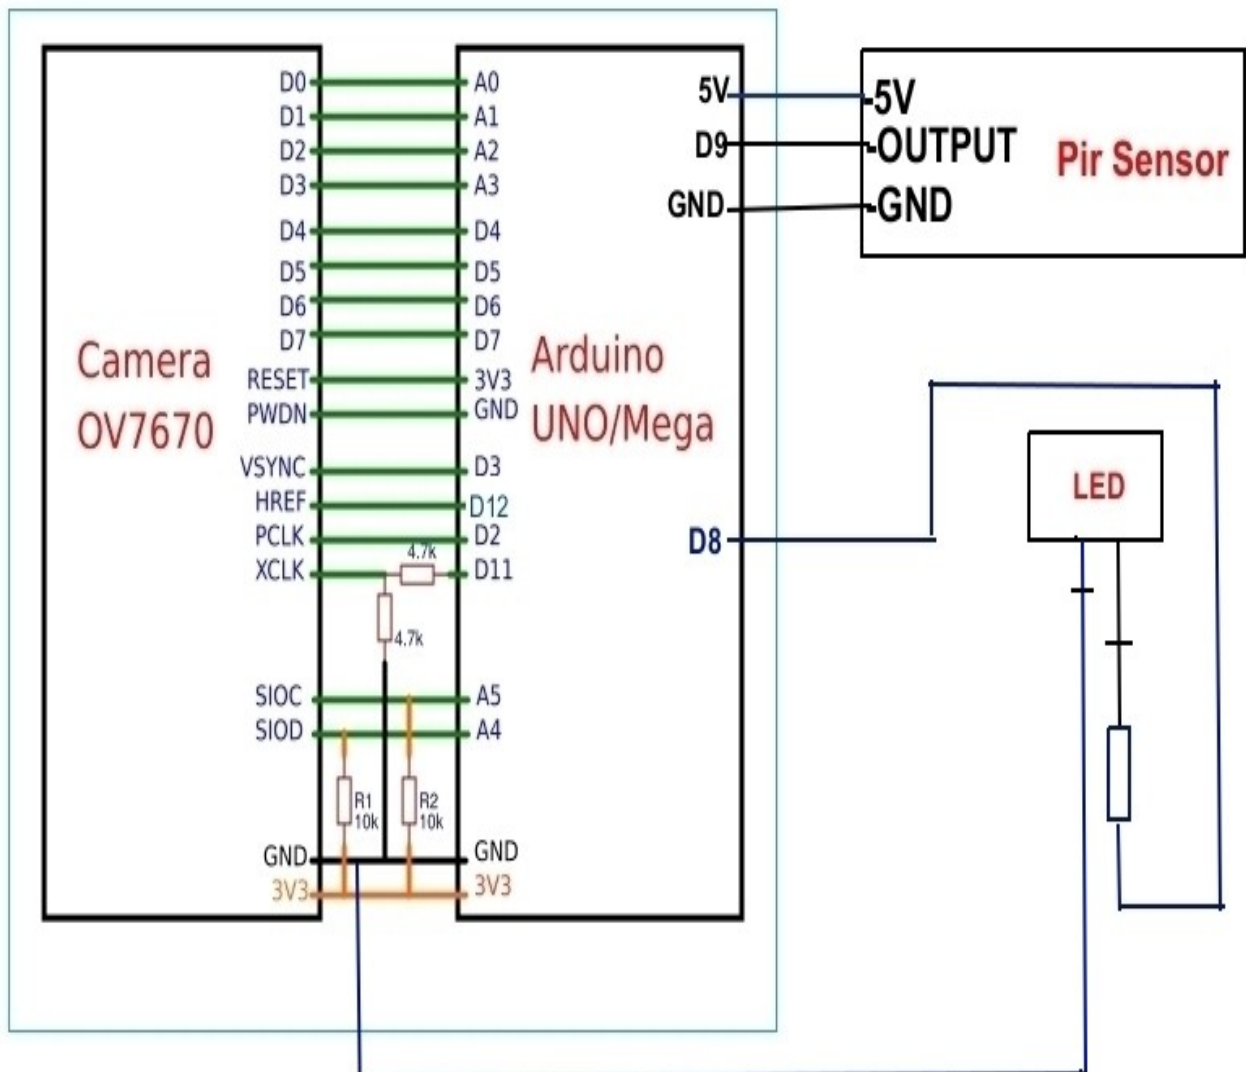 D0 A0
D1 A1
D2 A2
D3 A3
D4 D4
D5 D5
D6 D6
D7 D7
RESET 3V3
PWDN GND
VSYNC D3
HREF D12
PCLK D2
4.7k
XCLK D11
4.7k
SIOC A5
SIOD A4
R1
10k
R2
10k
GND GND
3V3 3V3
Camera
OV7670
Arduino
UNO/Mega
5V
D9
GND
D8
-5V
-OUTPUT
-GND
Pir Sensor
LED